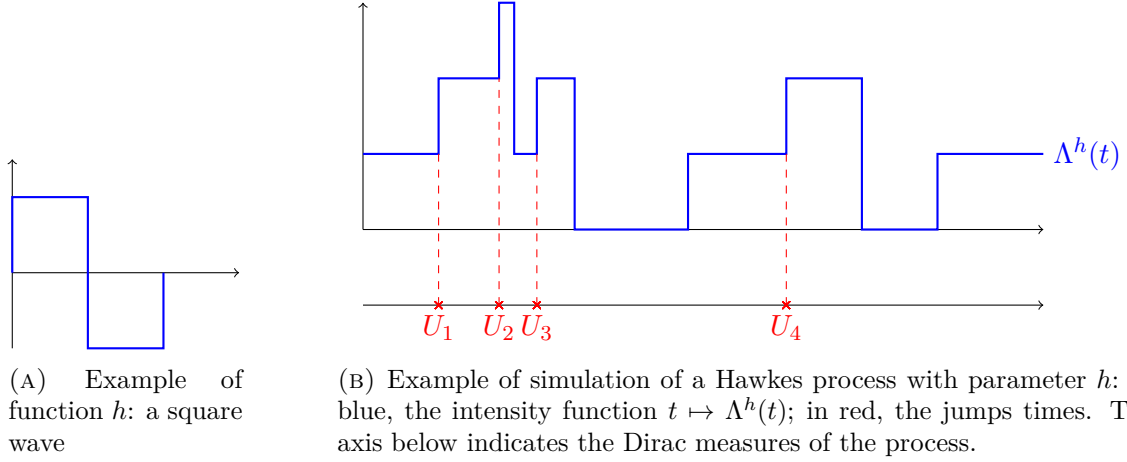 Λ^h(t)
U_1 U_2 U_3 U_4
(A) Example of
function h: a square
wave
(B) Example of simulation of a Hawkes process with parameter h:
blue, the intensity function t ↦ Λ^h(t); in red, the jumps times. T
axis below indicates the Dirac measures of the process.